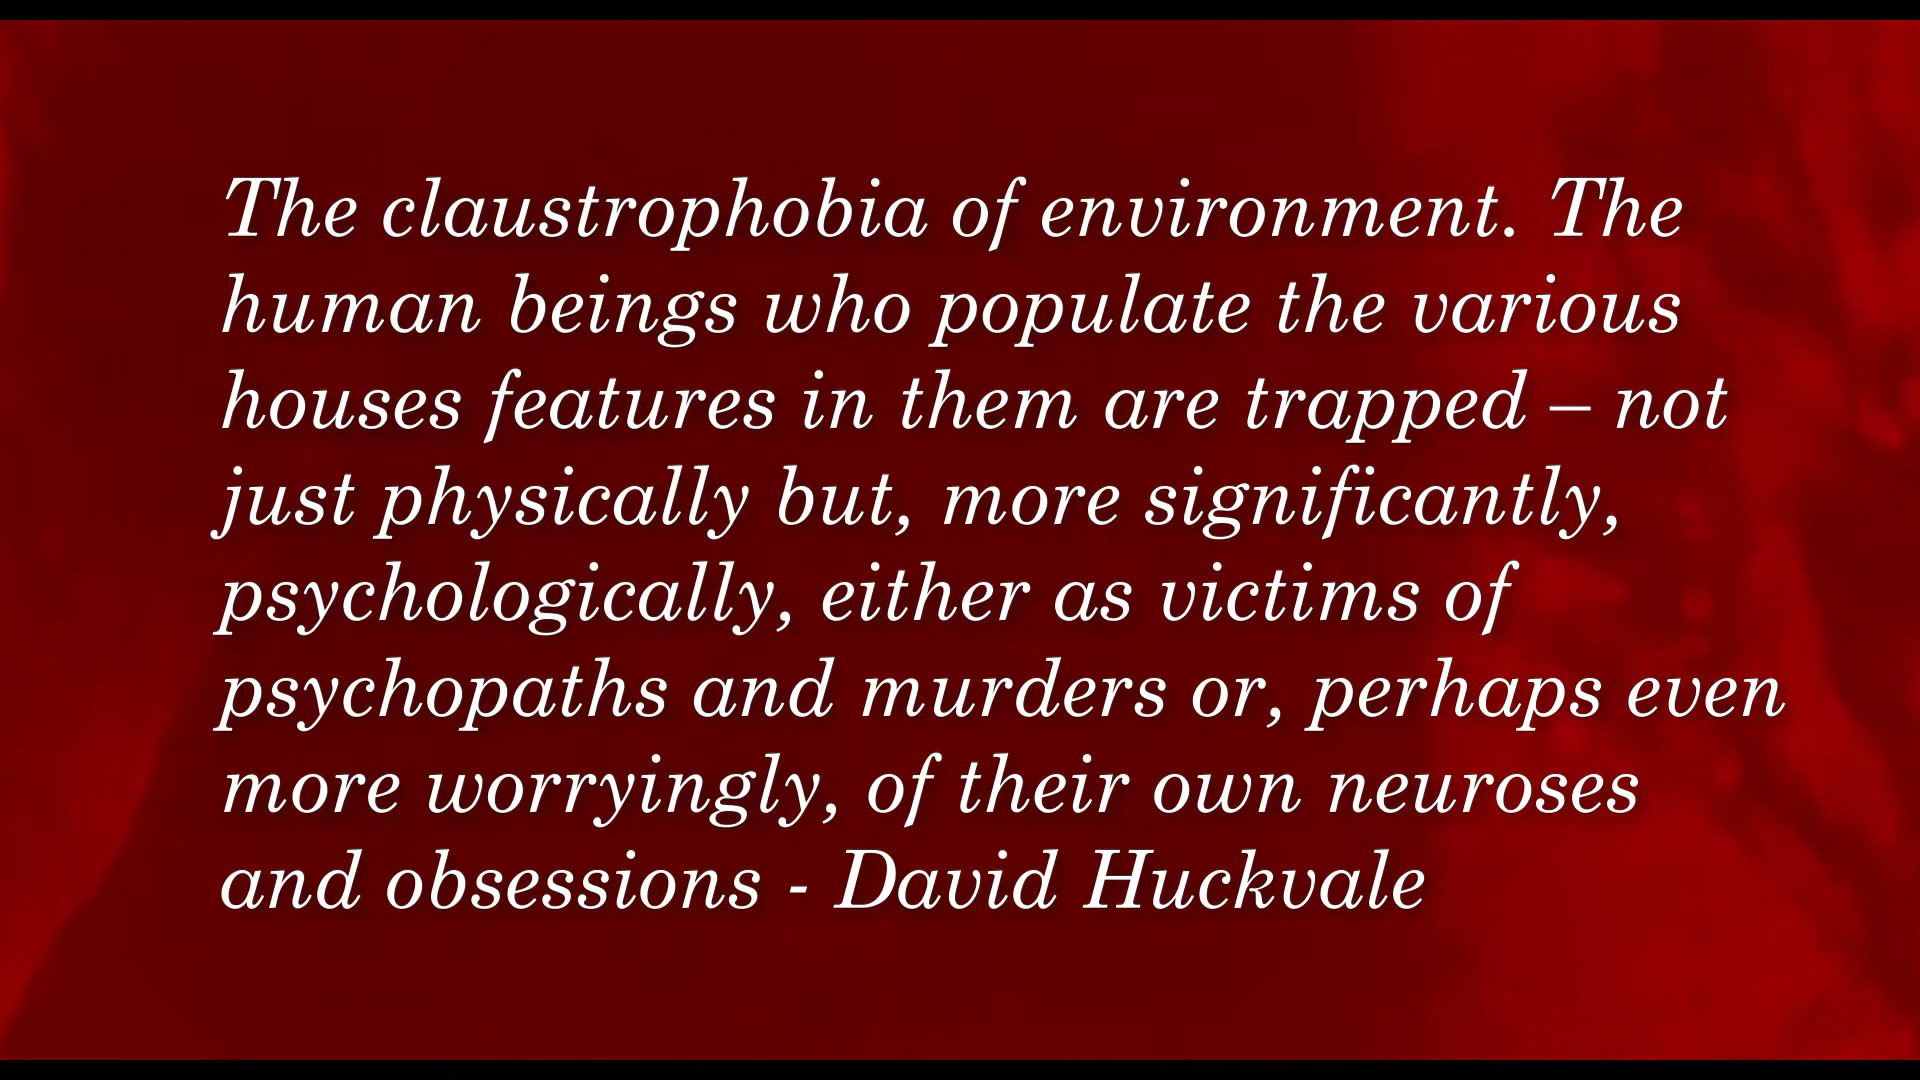 The claustrophobia of environment. The
human beings who populate the various
houses features in them are trapped – not
just physically but, more significantly,
psychologically, either as victims of
psychopaths and murders or, perhaps even
more worryingly, of their own neuroses
and obsessions - David Huckvale